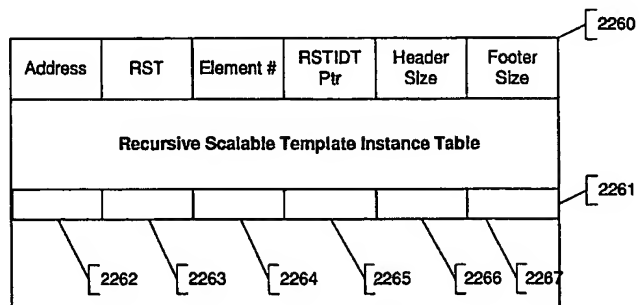 2260
Address RST Element # RSTIDT Ptr Header Size Footer Size
Recursive Scalable Template Instance Table
2261
2262 2263 2264 2265 2266 2267